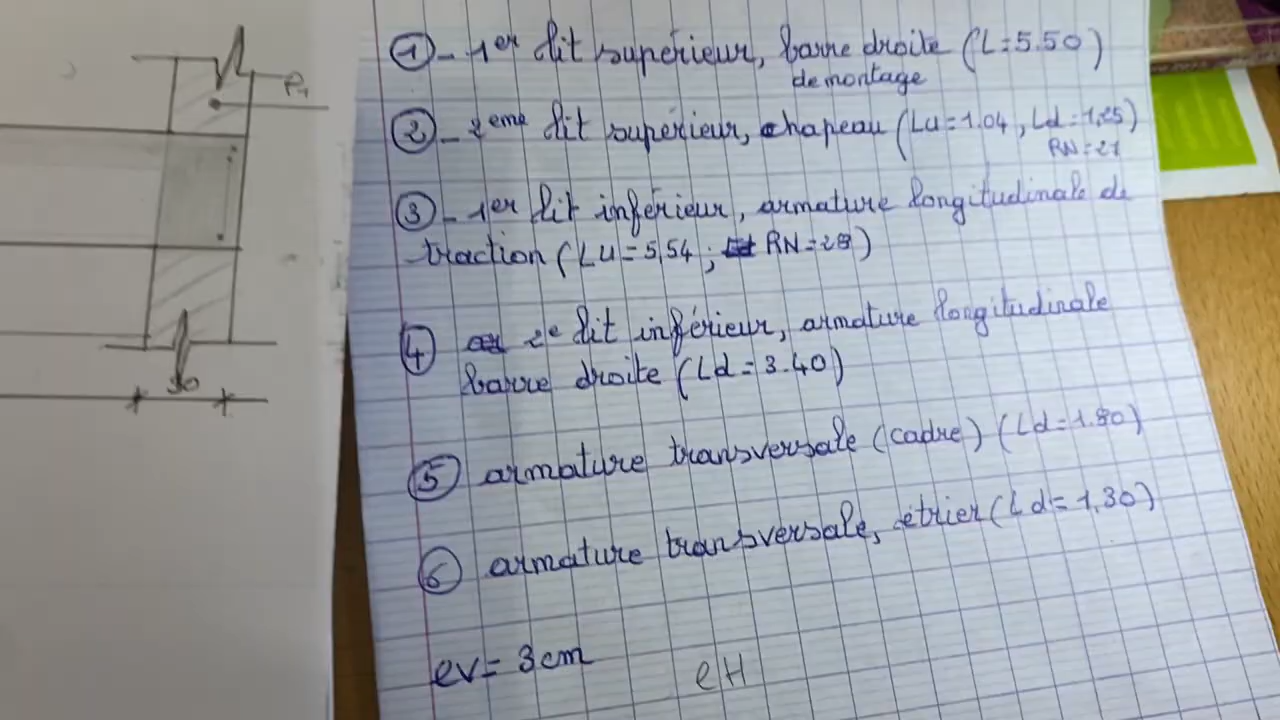 ① - 1er lit supérieur, barre droite (L=5.50)
de montage
② - 2eme lit supérieur, chapeau (Lu=1.04, Ld=1,25)
RN=21
③ - 1er lit inférieur, armature longitudinale de
traction (Lu=5,54 ; RN=28)
④ 2e lit inférieur, armature longitudinale
barre droite (Ld=3.40)
⑤ armature transversale (cadre) (Ld=1.80)
⑥ armature transversale, étrier (Ld=1.30)
ev= 3cm eH
P1
30